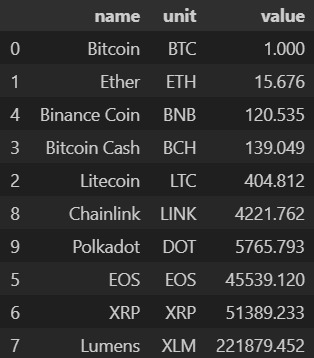 name unit value
0 Bitcoin BTC 1.000
1 Ether ETH 15.676
4 Binance Coin BNB 120.535
3 Bitcoin Cash BCH 139.049
2 Litecoin LTC 404.812
8 Chainlink LINK 4221.762
9 Polkadot DOT 5765.793
5 EOS EOS 45539.120
6 XRP XRP 51389.233
7 Lumens XLM 221879.452